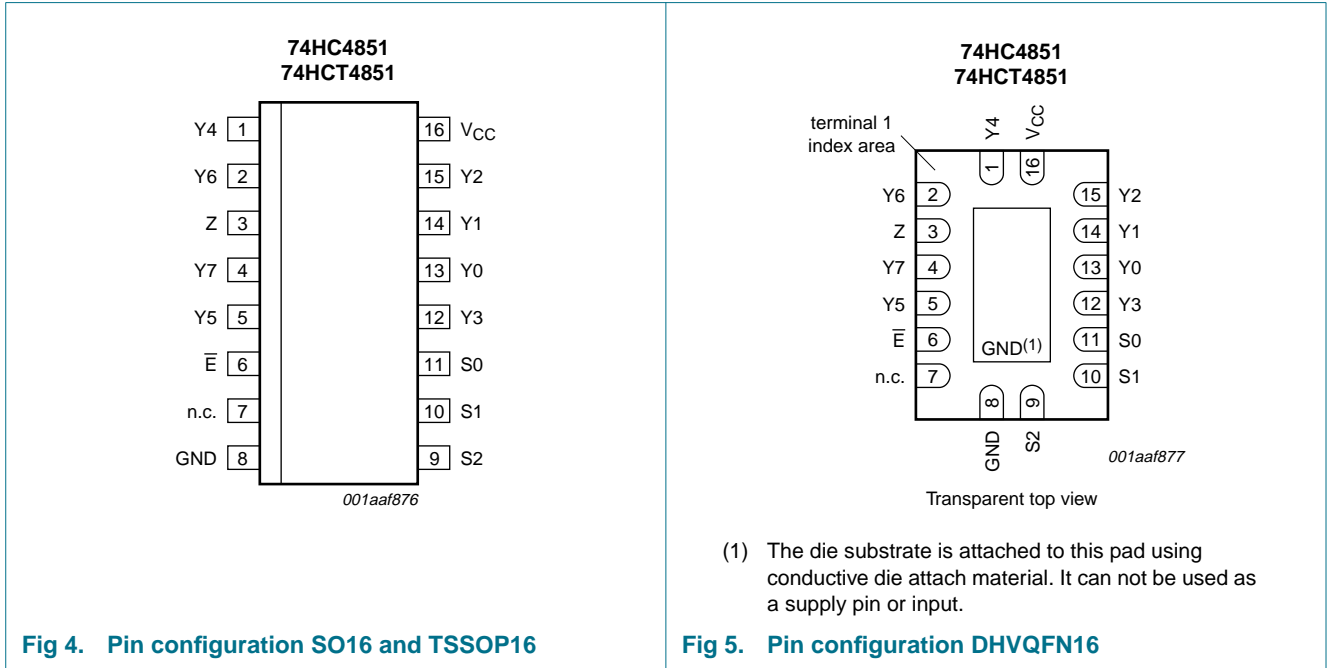 74HC4851
74HCT4851
Y4 1 16 VCC
Y6 2 15 Y2
Z 3 14 Y1
Y7 4 13 Y0
Y5 5 12 Y3
E̅ 6 11 S0
n.c. 7 10 S1
GND 8 9 S2
001aaf876
Fig 4. Pin configuration SO16 and TSSOP16
74HC4851
74HCT4851
terminal 1
index area
Y4 VCC
1 16
Y6 2 15 Y2
Z 3 14 Y1
Y7 4 13 Y0
Y5 5 12 Y3
E̅ 6 11 S0
GND(1)
n.c. 7 10 S1
8 9
GND S2
001aaf877
Transparent top view
(1) The die substrate is attached to this pad using
conductive die attach material. It can not be used as
a supply pin or input.
Fig 5. Pin configuration DHVQFN16